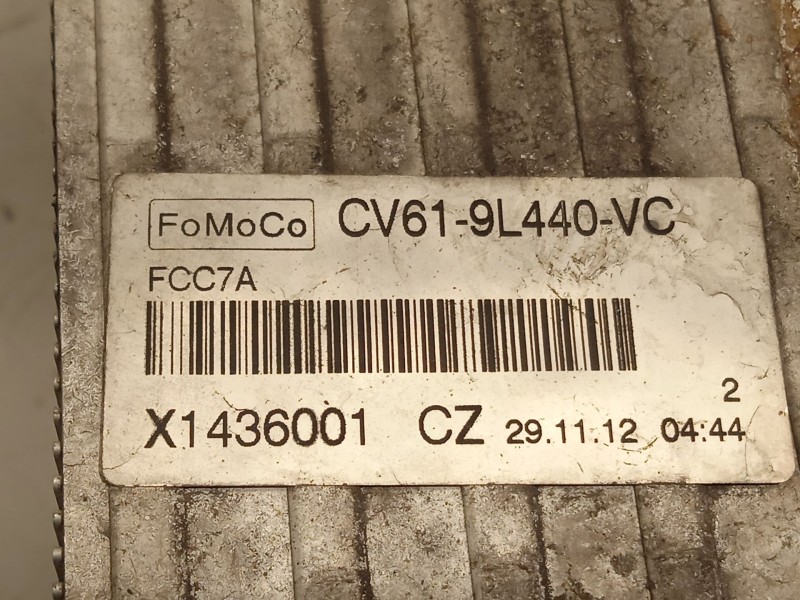 FoMoCo CV61-9L440-VC
FCC7A
2
X1436001 CZ 29.11.12 04:44